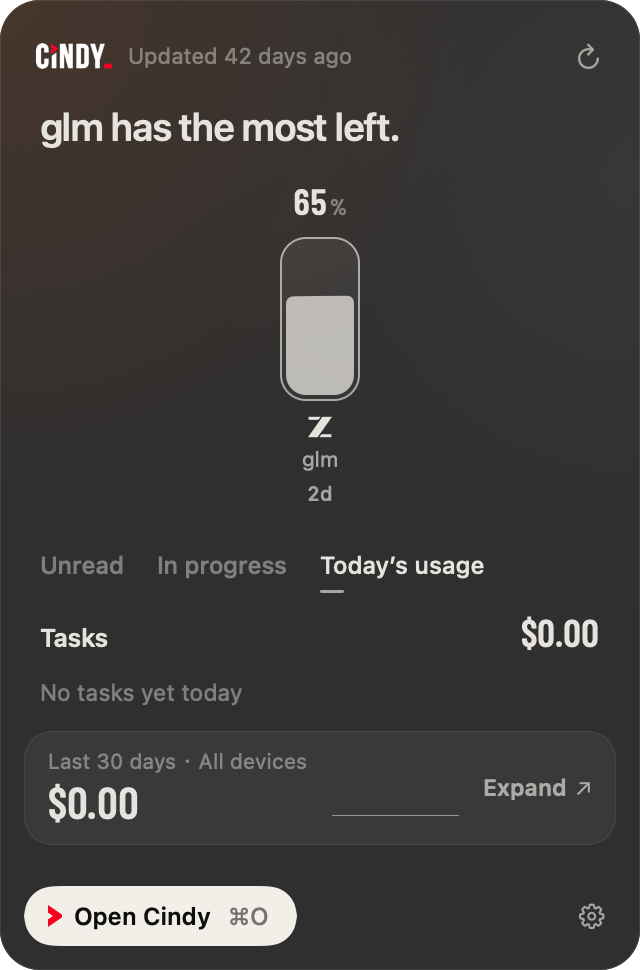 CiNDY_ Updated 42 days ago
glm has the most left.
65 %
Z
glm
2d
Unread In progress Today’s usage
Tasks $0.00
No tasks yet today
Last 30 days · All devices
$0.00 Expand ↗
Open Cindy ⌘O